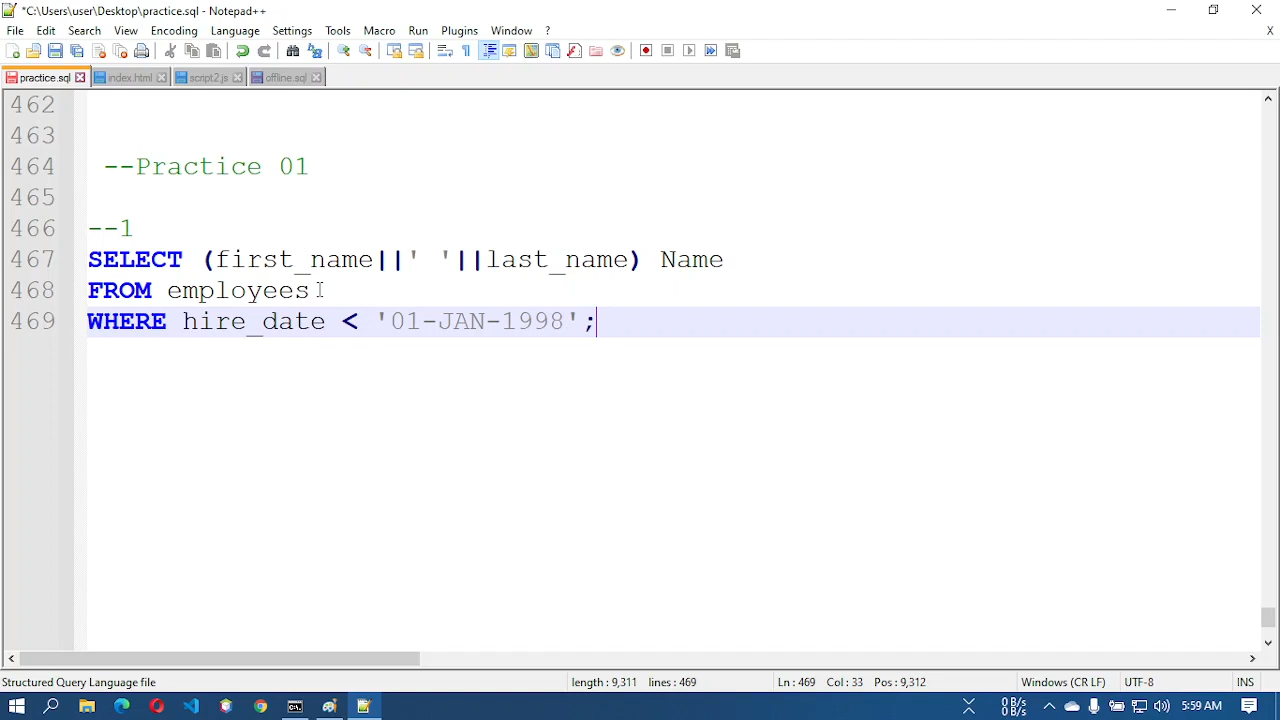 *C:\Users\user\Desktop\practice.sql - Notepad++
File Edit Search View Encoding Language Settings Tools Macro Run Plugins Window ? X
practice.sql index.html script2.js offline.sql
462
463
464 --Practice 01
465
466 --1
467 SELECT (first_name||' '||last_name) Name
468 FROM employees
469 WHERE hire_date < '01-JAN-1998';
Structured Query Language file length : 9,311 lines : 469 Ln : 469 Col : 33 Pos : 9,312 Windows (CR LF) UTF-8 INS
0 B/s
0 B/s
5:59 AM